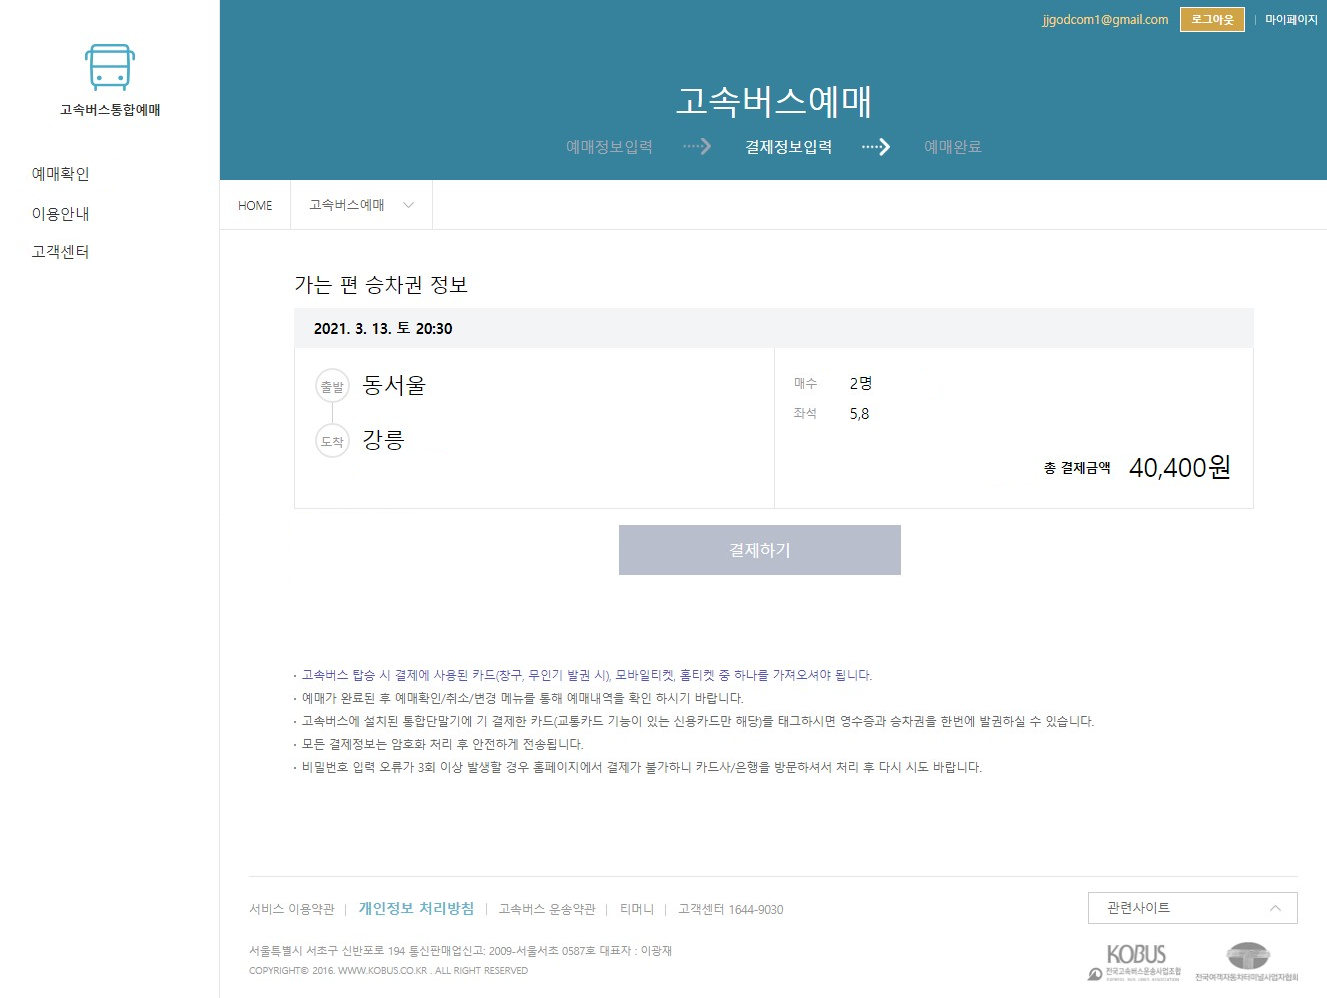 jjgodcom1@gmail.com 로그아웃 마이페이지
고속버스통합예매
예매확인
이용안내
고객센터
고속버스예매
예매정보입력 결제정보입력 예매완료
HOME 고속버스예매
가는 편 승차권 정보
2021. 3. 13. 토 20:30
출발 동서울
도착 강릉
매수 2명
좌석 5,8
총 결제금액 40,400원
결제하기
· 고속버스 탑승 시 결제에 사용된 카드(창구, 무인기 발권 시), 모바일티켓, 홈티켓 중 하나를 가져오셔야 됩니다.
· 예매가 완료된 후 예매확인/취소/변경 메뉴를 통해 예매내역을 확인 하시기 바랍니다.
· 고속버스에 설치된 통합단말기에 기 결제한 카드(교통카드 기능이 있는 신용카드만 해당)를 태그하시면 영수증과 승차권을 한번에 발권하실 수 있습니다.
· 모든 결제정보는 암호화 처리 후 안전하게 전송됩니다.
· 비밀번호 입력 오류가 3회 이상 발생할 경우 홈페이지에서 결제가 불가하니 카드사/은행을 방문하셔서 처리 후 다시 시도 바랍니다.
서비스 이용약관 | 개인정보 처리방침 | 고속버스 운송약관 | 티머니 | 고객센터 1644-9030
관련사이트
서울특별시 서초구 신반포로 194 통신판매업신고: 2009-서울서초 0587호 대표자 : 이광재
COPYRIGHT© 2016. WWW.KOBUS.CO.KR . ALL RIGHT RESERVED
KOBUS
전국고속버스운송사업조합
EXPRESS BUS LINES ASSOCIATION
전국여객자동차터미널사업자협회